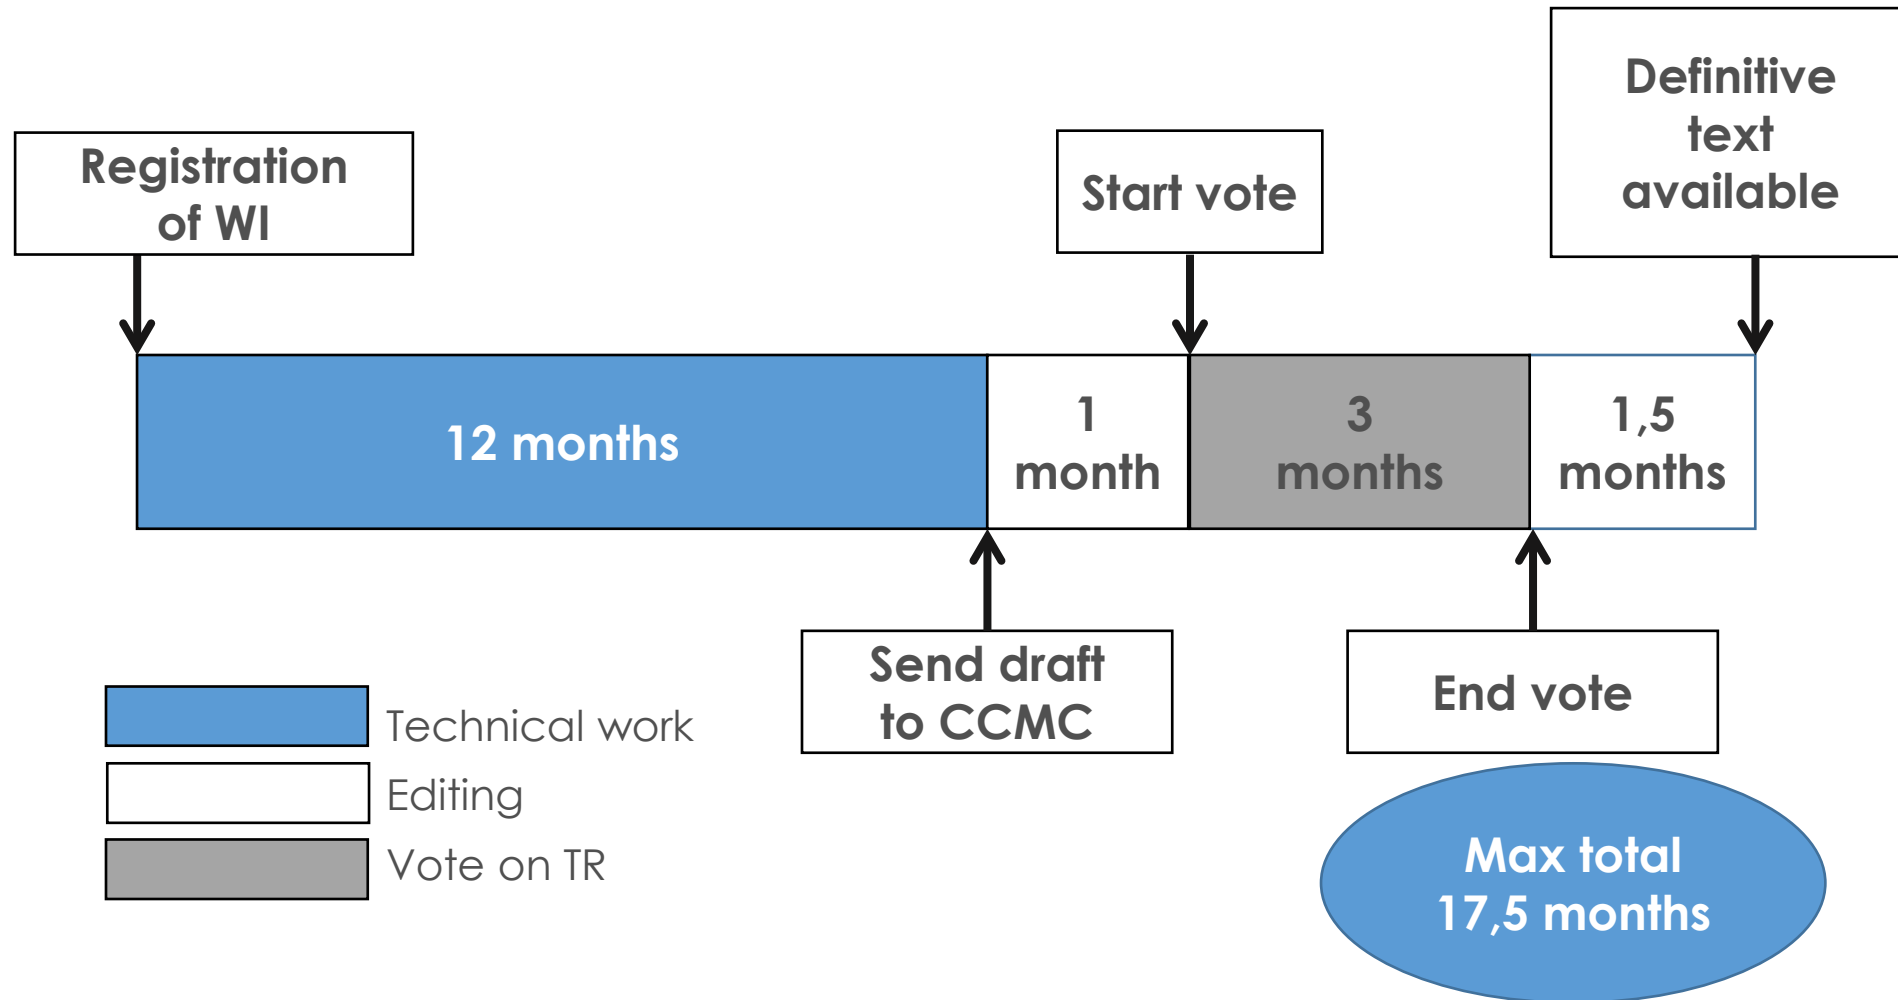 Registration
of WI
Start vote
Definitive
text
available
12 months
1
month
3
months
1,5
months
Send draft
to CCMC
End vote
Technical work
Editing
Vote on TR
Max total
17,5 months